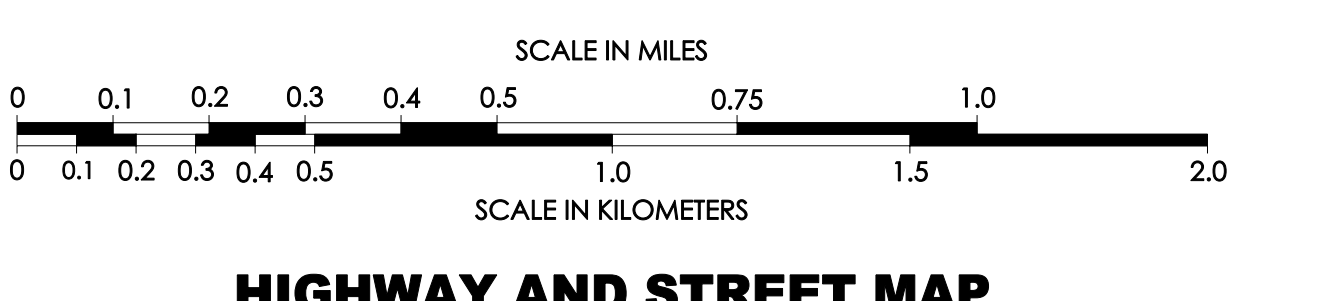 SCALE IN MILES
0 0.1 0.2 0.3 0.4 0.5 0.75 1.0
0 0.1 0.2 0.3 0.4 0.5 1.0 1.5 2.0
SCALE IN KILOMETERS
HIGHWAY AND STREET MAP